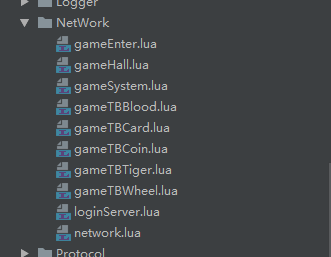 Logger
NetWork
gameEnter.lua
gameHall.lua
gameSystem.lua
gameTBBlood.lua
gameTBCard.lua
gameTBCoin.lua
gameTBTiger.lua
gameTBWheel.lua
loginServer.lua
network.lua
Protocol